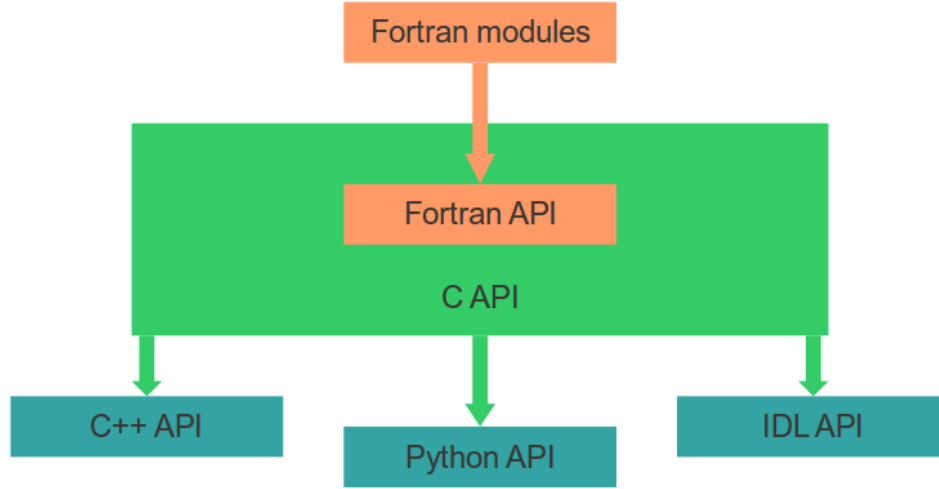 Fortran modules
Fortran API
C API
C++ API
Python API
IDL API